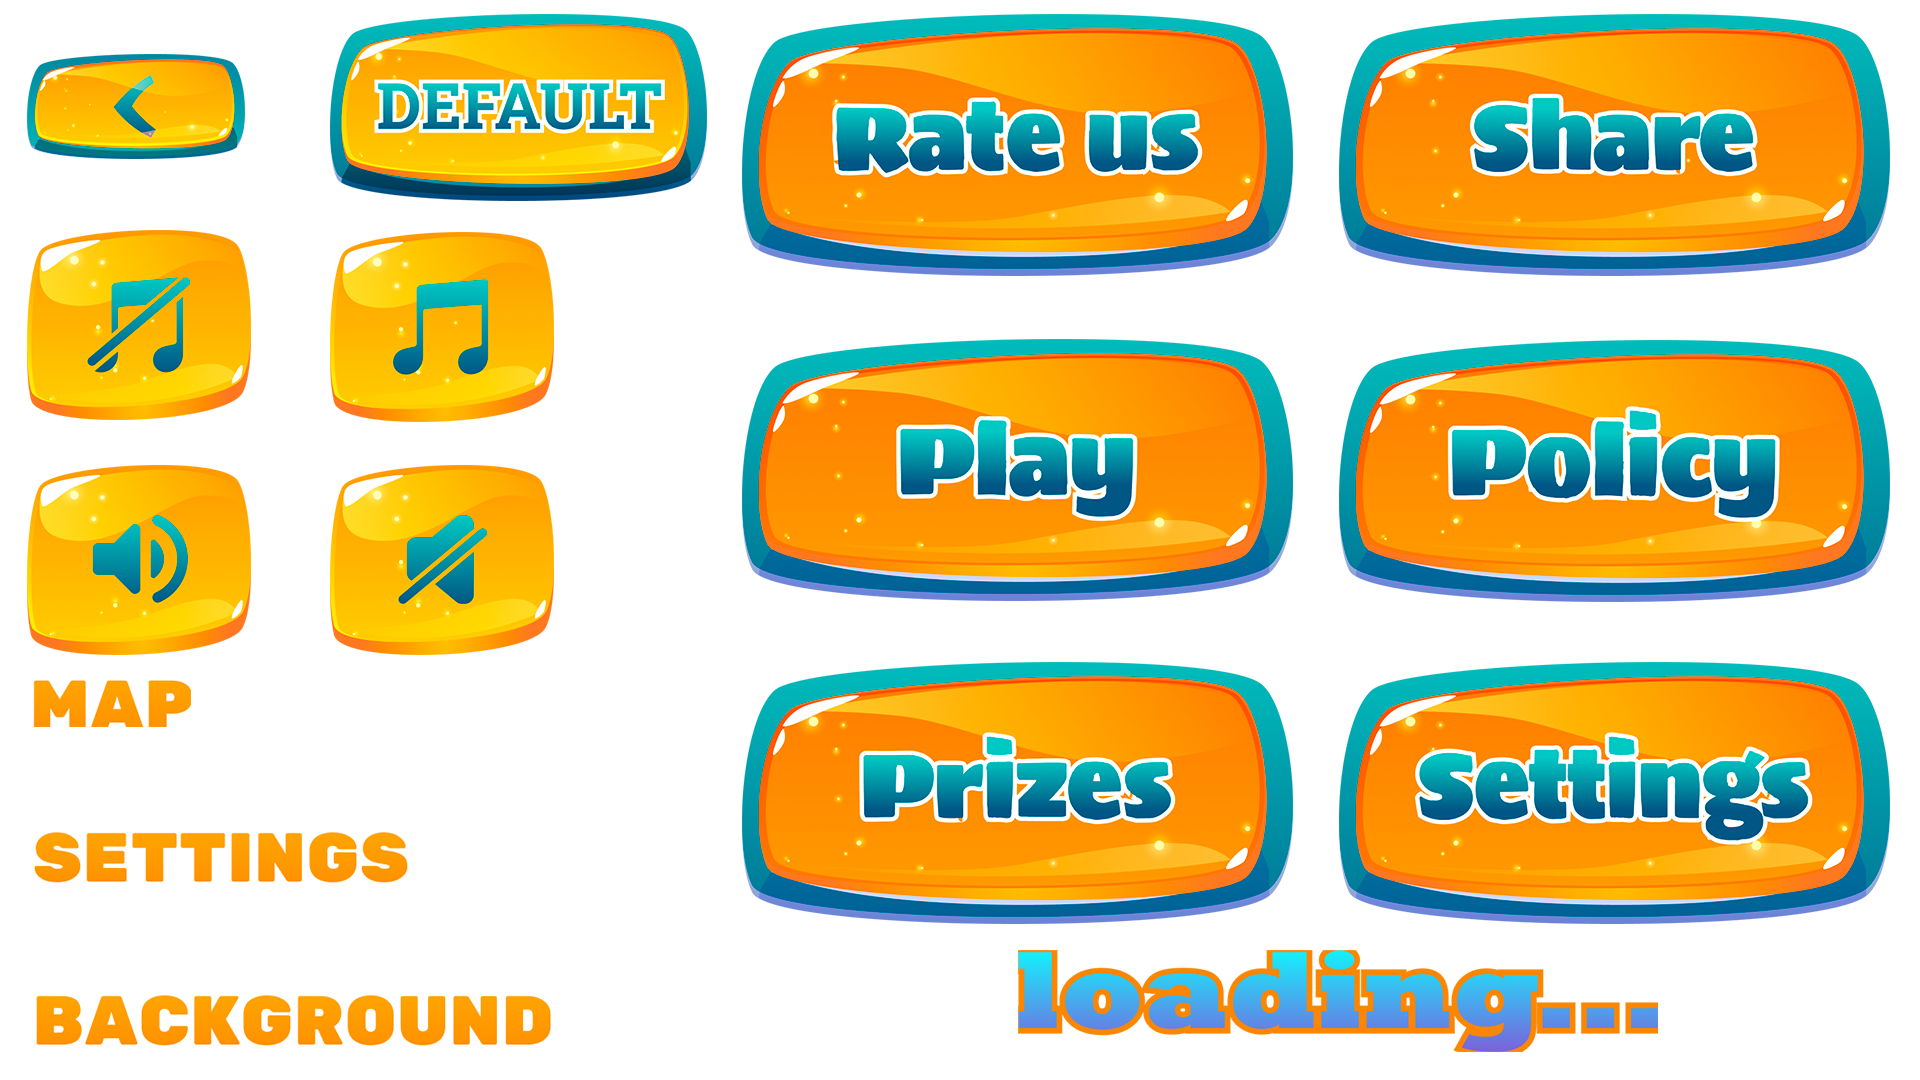 DEFAULT
Rate us
Share
Play
Policy
MAP
Prizes
Settings
SETTINGS
BACKGROUND
loading...